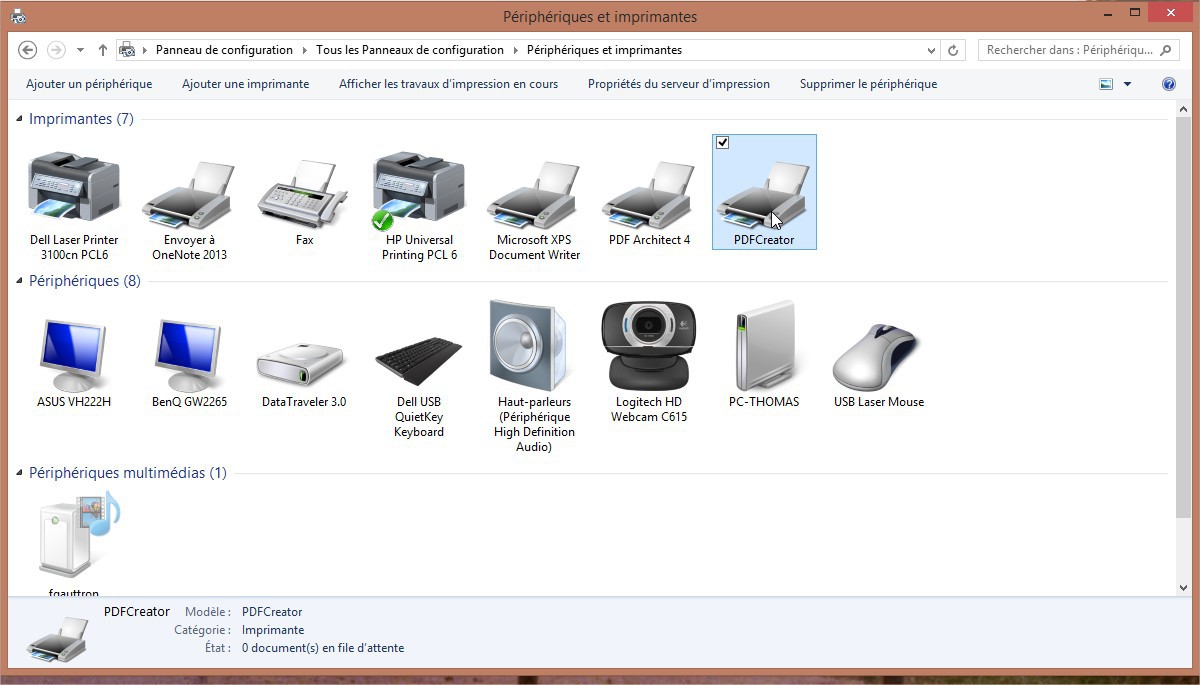 Périphériques et imprimantes
Panneau de configuration Tous les Panneaux de configuration Périphériques et imprimantes
Rechercher dans : Périphériqu...
Ajouter un périphérique Ajouter une imprimante Afficher les travaux d'impression en cours Propriétés du serveur d'impression Supprimer le périphérique
Imprimantes (7)
Dell Laser Printer
3100cn PCL6
Envoyer à
OneNote 2013
Fax
HP Universal
Printing PCL 6
Microsoft XPS
Document Writer
PDF Architect 4
PDFCreator
Périphériques (8)
ASUS VH222H
BenQ GW2265
DataTraveler 3.0
Dell USB
QuietKey
Keyboard
Haut-parleurs
(Périphérique
High Definition
Audio)
Logitech HD
Webcam C615
PC-THOMAS
USB Laser Mouse
Périphériques multimédias (1)
fgauttron
PDFCreator Modèle : PDFCreator
Catégorie : Imprimante
État : 0 document(s) en file d'attente